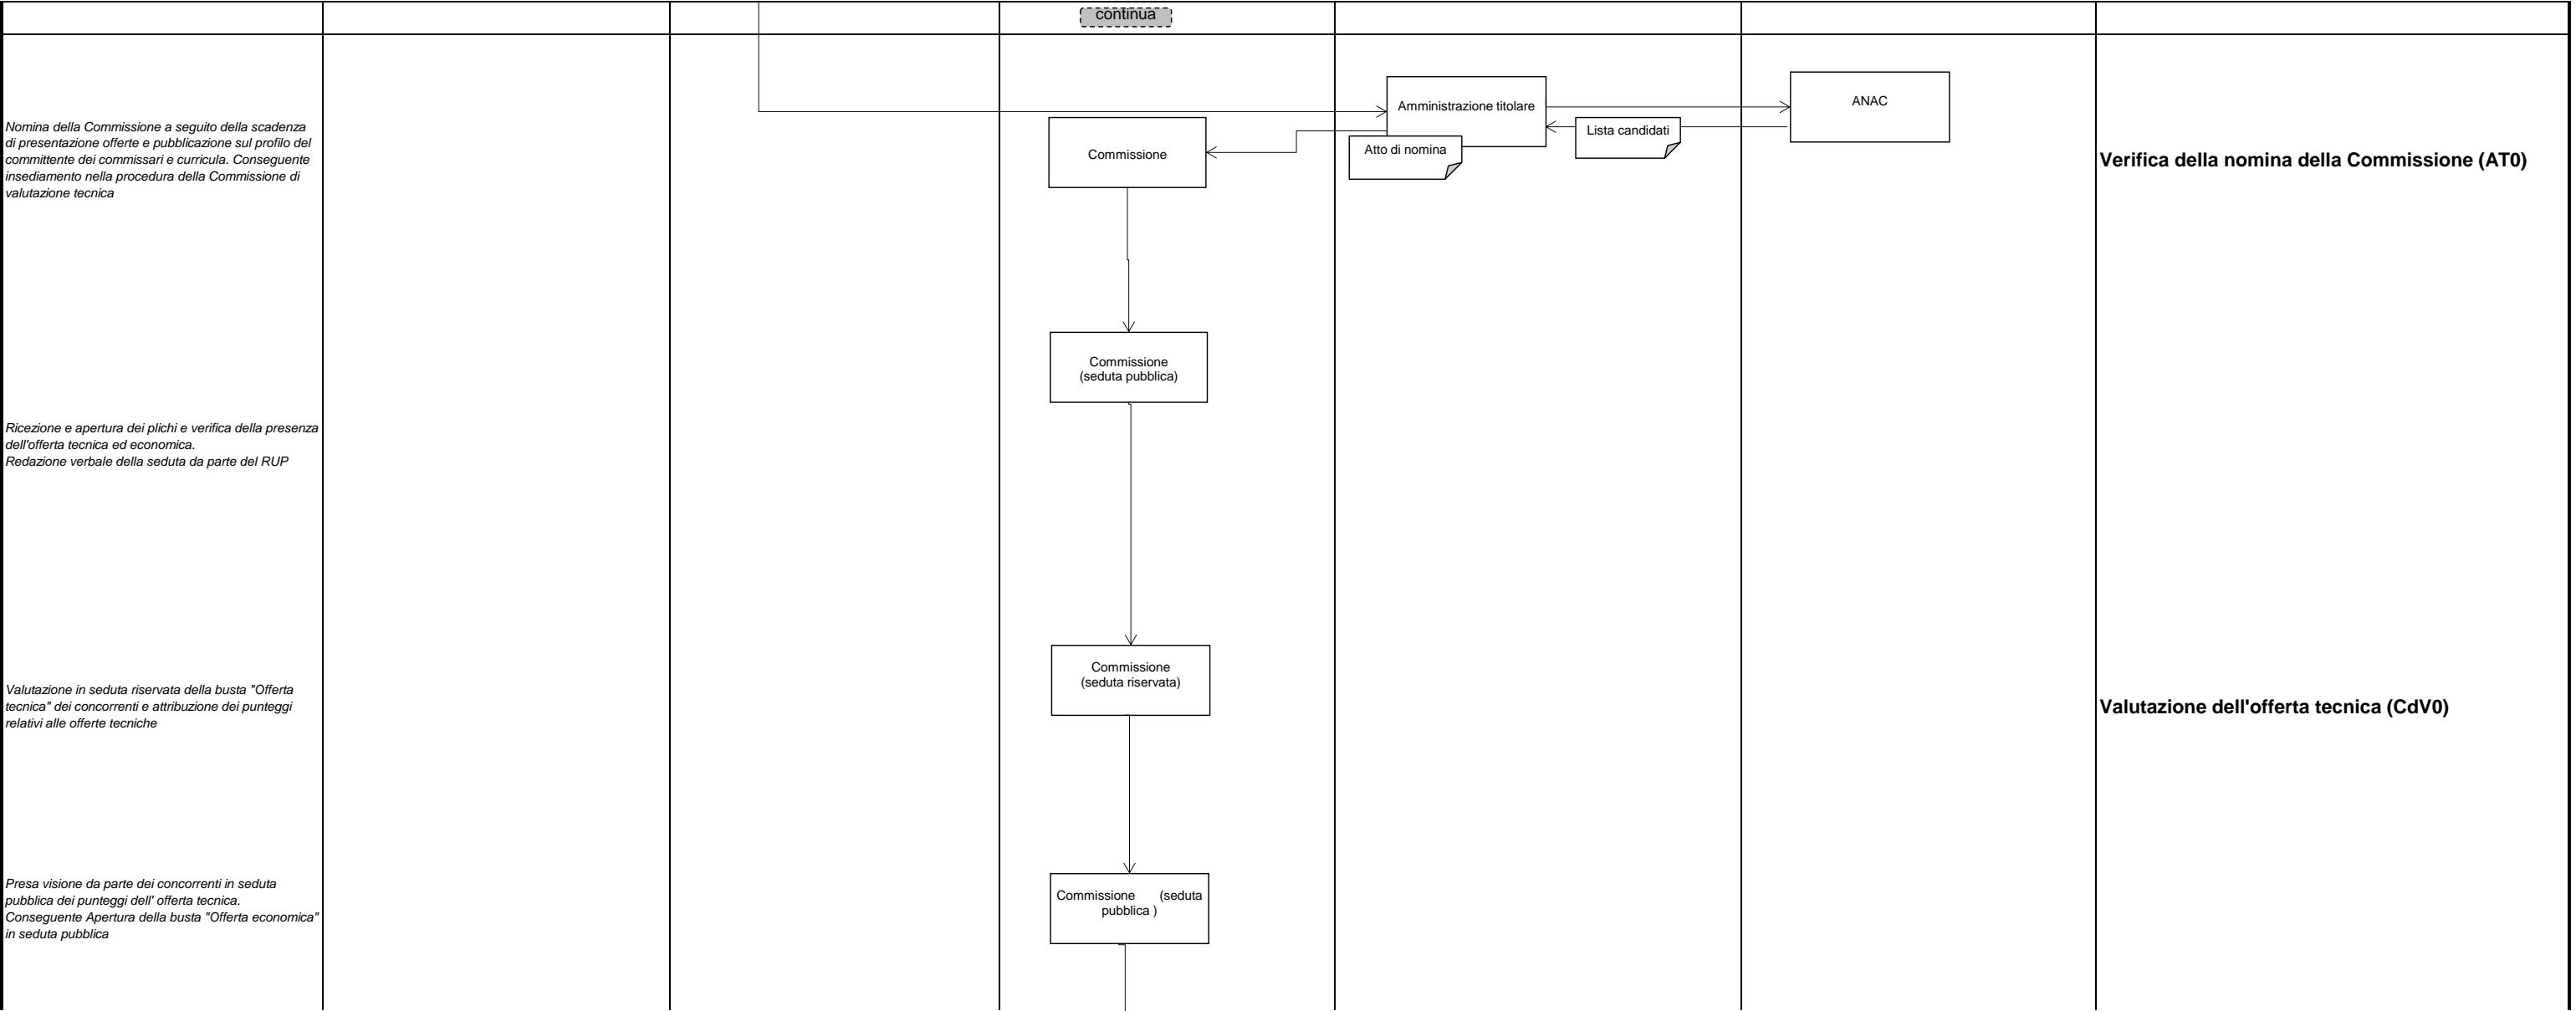 continua
Amministrazione titolare
ANAC
Nomina della Commissione a seguito della scadenza
di presentazione offerte e pubblicazione sul profilo del
committente dei commissari e curricula. Conseguente
insediamento nella procedura della Commissione di
valutazione tecnica
Commissione
Atto di nomina
Lista candidati
Verifica della nomina della Commissione (AT0)
Commissione
(seduta pubblica)
Ricezione e apertura dei plichi e verifica della presenza
dell'offerta tecnica ed economica.
Redazione verbale della seduta da parte del RUP
Commissione
(seduta riservata)
Valutazione in seduta riservata della busta "Offerta
tecnica" dei concorrenti e attribuzione dei punteggi
relativi alle offerte tecniche
Valutazione dell'offerta tecnica (CdV0)
Presa visione da parte dei concorrenti in seduta
pubblica dei punteggi dell' offerta tecnica.
Conseguente Apertura della busta "Offerta economica"
in seduta pubblica
Commissione (seduta
pubblica )